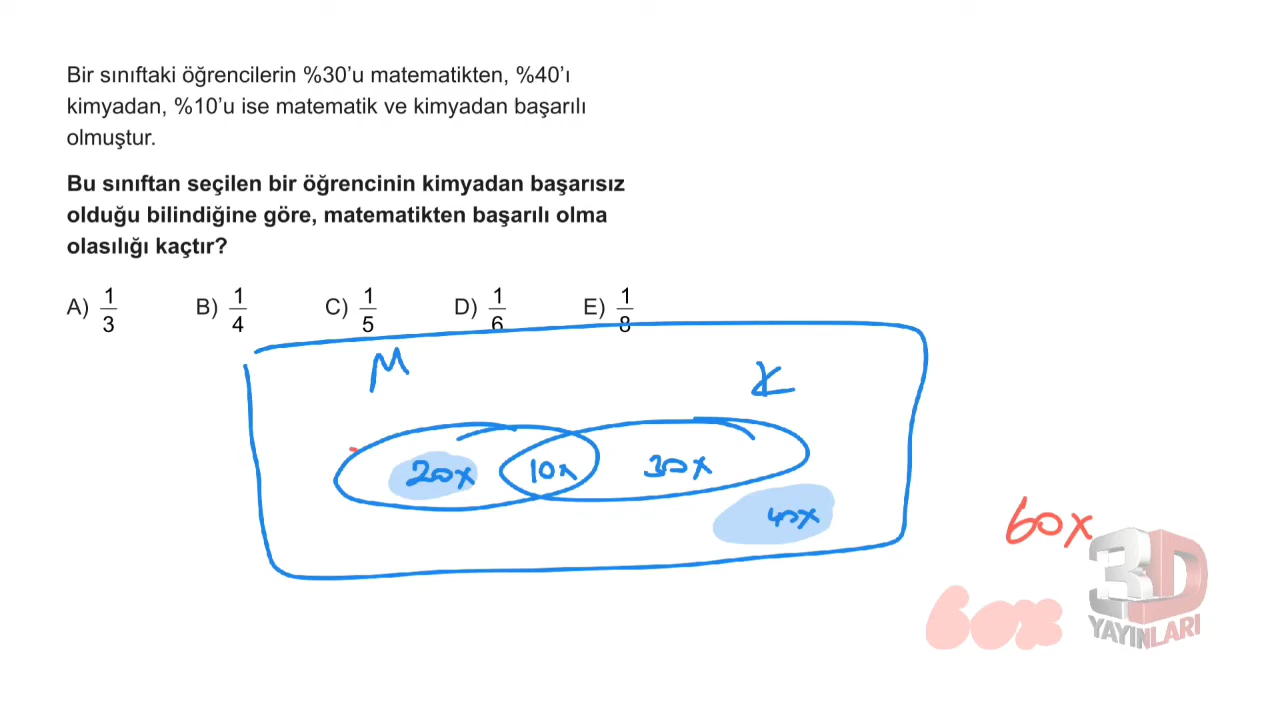 Bir sınıftaki öğrencilerin %30’u matematikten, %40’ı
kimyadan, %10’u ise matematik ve kimyadan başarılı
olmuştur.
Bu sınıftan seçilen bir öğrencinin kimyadan başarısız
olduğu bilindiğine göre, matematikten başarılı olma
olasılığı kaçtır?
A) 1/3 B) 1/4 C) 1/5 D) 1/6 E) 1/8
M K
20x 10x 30x
40x
60x
60x
3D
YAYINLARI